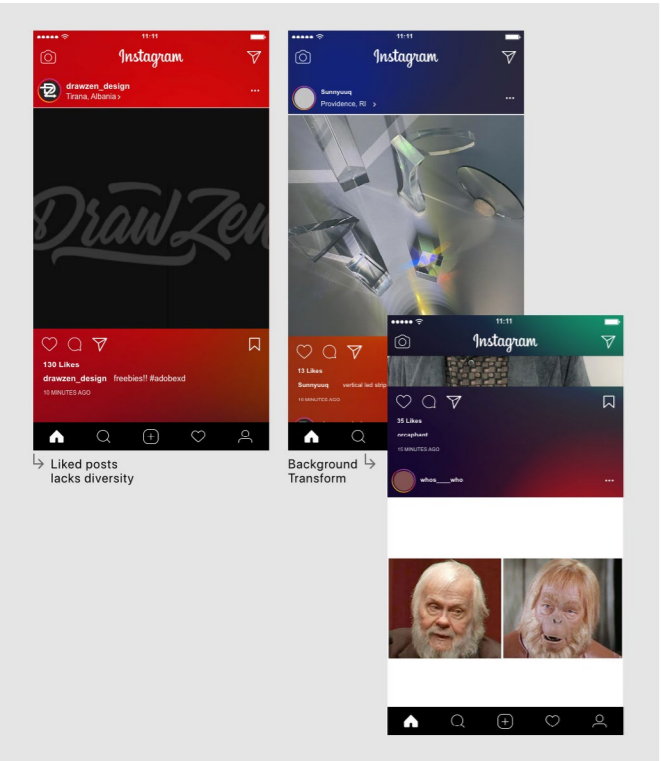 11:11
Instagram
drawzen_design
Tirana, Albania >
DrawZen
130 Likes
drawzen_design freebies!! #adobexd
10 MINUTES AGO
Liked posts
lacks diversity
11:11
Instagram
Sunnyuuq
Providence, RI >
13 Likes
Sunnyuuq vertical led strip
10 MINUTES AGO
Background
Transform
11:11
Instagram
35 Likes
orcaphant
15 MINUTES AGO
whos____who